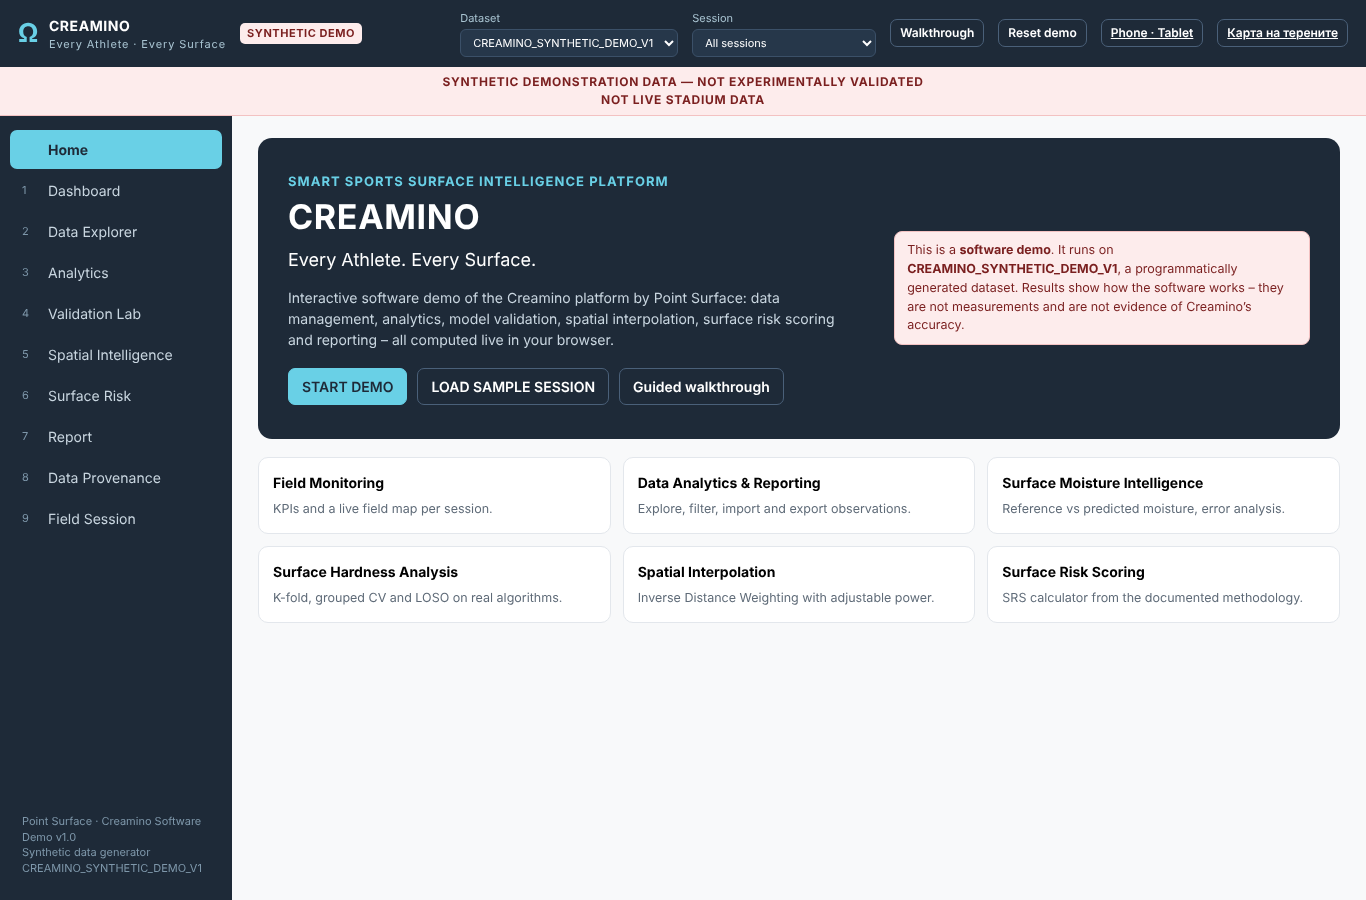 Ω
CREAMINO
Every Athlete · Every Surface
SYNTHETIC DEMO
Dataset
CREAMINO_SYNTHETIC_DEMO_V1
Session
All sessions
Walkthrough
Reset demo
Phone · Tablet
Карта на терените
SYNTHETIC DEMONSTRATION DATA — NOT EXPERIMENTALLY VALIDATED
NOT LIVE STADIUM DATA
Home
1 Dashboard
2 Data Explorer
3 Analytics
4 Validation Lab
5 Spatial Intelligence
6 Surface Risk
7 Report
8 Data Provenance
9 Field Session
Point Surface · Creamino Software
Demo v1.0
Synthetic data generator
CREAMINO_SYNTHETIC_DEMO_V1
SMART SPORTS SURFACE INTELLIGENCE PLATFORM
CREAMINO
Every Athlete. Every Surface.
Interactive software demo of the Creamino platform by Point Surface: data
management, analytics, model validation, spatial interpolation, surface risk scoring
and reporting – all computed live in your browser.
START DEMO
LOAD SAMPLE SESSION
Guided walkthrough
This is a software demo. It runs on
CREAMINO_SYNTHETIC_DEMO_V1, a programmatically
generated dataset. Results show how the software works – they
are not measurements and are not evidence of Creamino’s
accuracy.
Field Monitoring
KPIs and a live field map per session.
Data Analytics & Reporting
Explore, filter, import and export observations.
Surface Moisture Intelligence
Reference vs predicted moisture, error analysis.
Surface Hardness Analysis
K-fold, grouped CV and LOSO on real algorithms.
Spatial Interpolation
Inverse Distance Weighting with adjustable power.
Surface Risk Scoring
SRS calculator from the documented methodology.